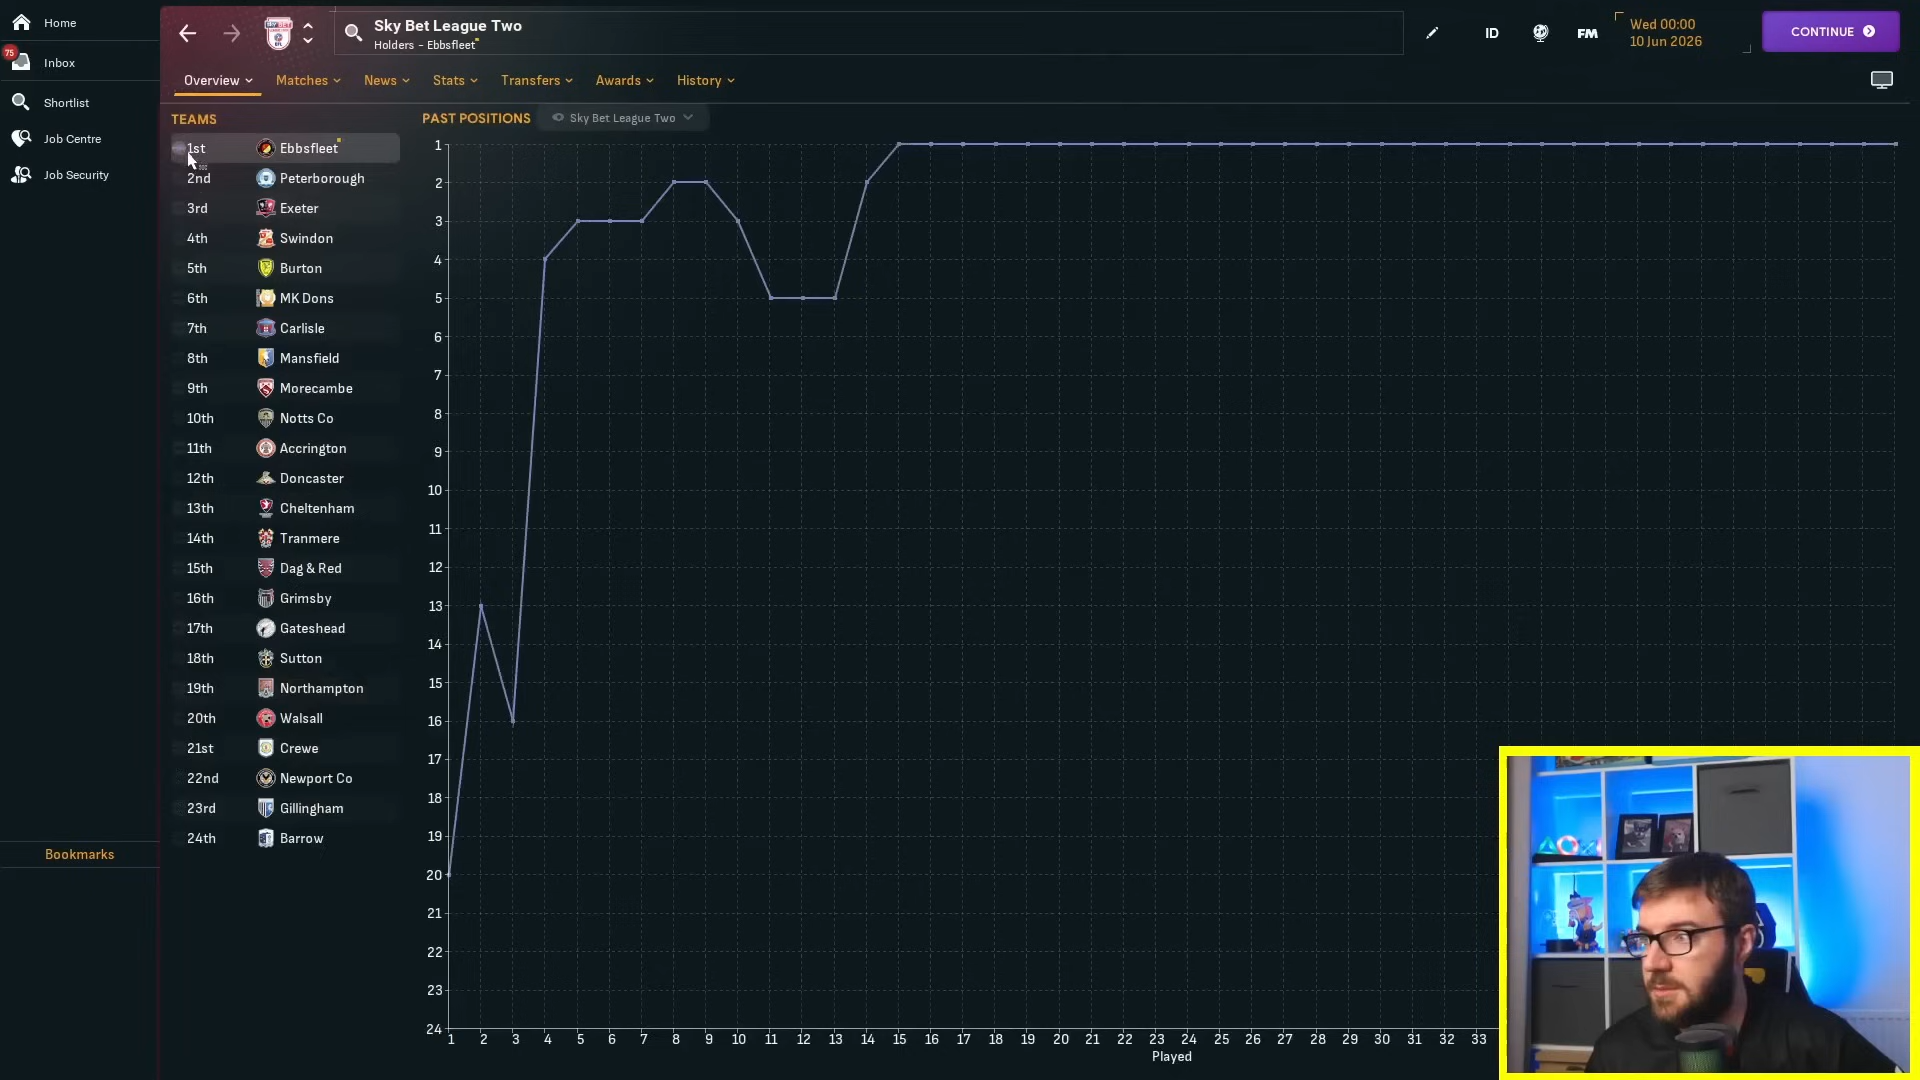 Home
75
Inbox
Shortlist
Job Centre
Job Security
Bookmarks
Sky Bet League Two
Holders - Ebbsfleet
ID
FM
Wed 00:00
10 Jun 2026
CONTINUE
Overview
Matches
News
Stats
Transfers
Awards
History
TEAMS
1st Ebbsfleet
2nd Peterborough
3rd Exeter
4th Swindon
5th Burton
6th MK Dons
7th Carlisle
8th Mansfield
9th Morecambe
10th Notts Co
11th Accrington
12th Doncaster
13th Cheltenham
14th Tranmere
15th Dag & Red
16th Grimsby
17th Gateshead
18th Sutton
19th Northampton
20th Walsall
21st Crewe
22nd Newport Co
23rd Gillingham
24th Barrow
PAST POSITIONS
Sky Bet League Two
1
2
3
4
5
6
7
8
9
10
11
12
13
14
15
16
17
18
19
20
21
22
23
24
1 2 3 4 5 6 7 8 9 10 11 12 13 14 15 16 17 18 19 20 21 22 23 24 25 26 27 28 29 30 31 32 33
Played